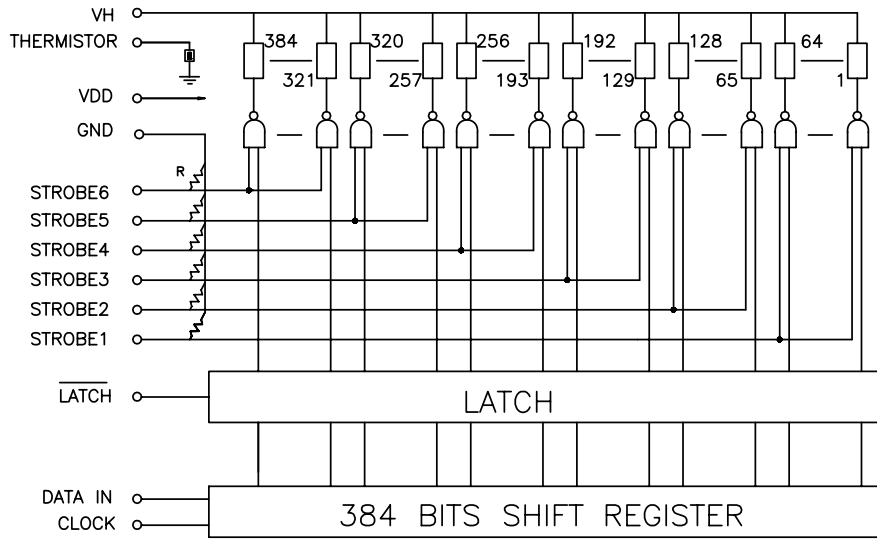 VH
THERMISTOR
384 320 256 192 128 64
321 257 193 129 65 1
VDD
GND
R
STROBE6
STROBE5
STROBE4
STROBE3
STROBE2
STROBE1
LATCH LATCH
DATA IN
384 BITS SHIFT REGISTER
CLOCK